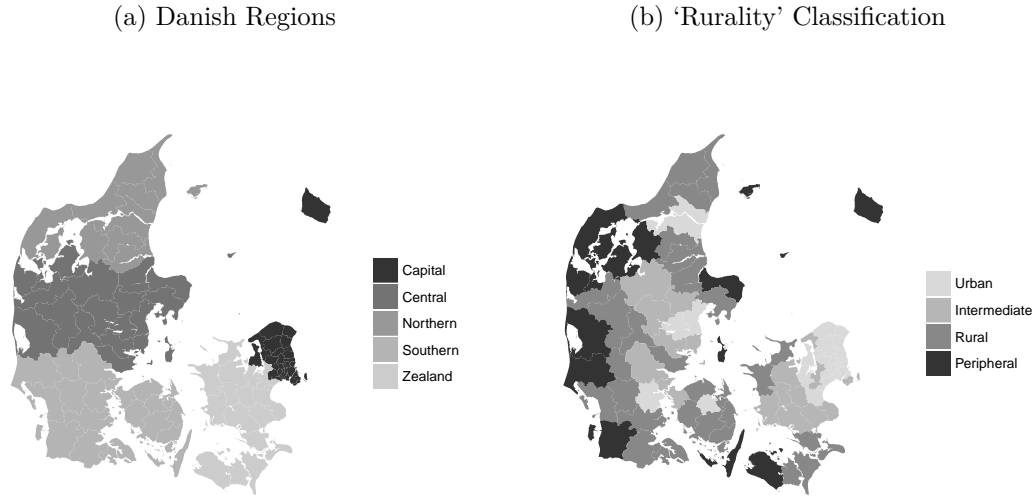 (a) Danish Regions
Capital
Central
Northern
Southern
Zealand
(b) ‘Rurality’ Classification
Urban
Intermediate
Rural
Peripheral